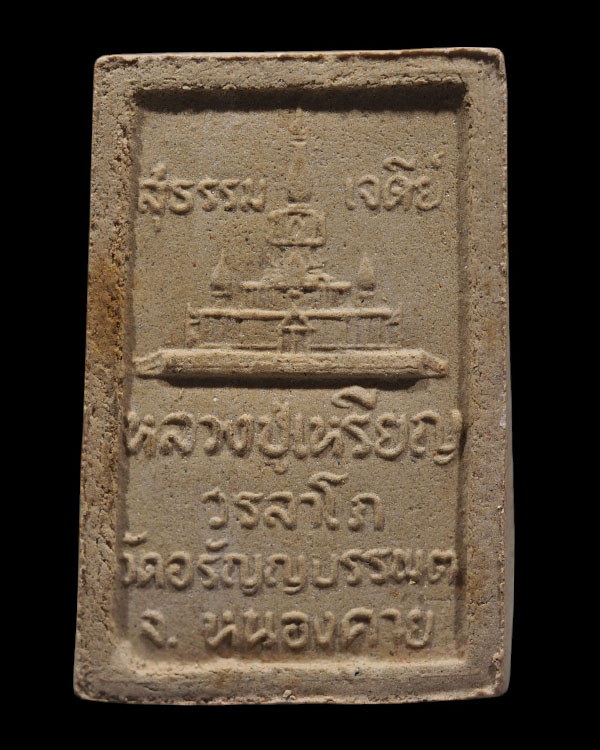 สุธรรม เจดีย์
หลวงปู่เหรียญ
วรลาโภ
วัดอรัญญบรรพต
จ. หนองคาย